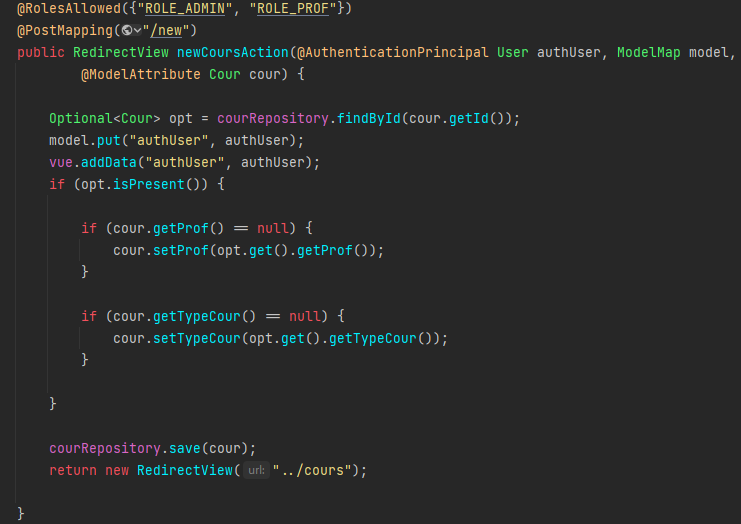 @RolesAllowed({"ROLE_ADMIN", "ROLE_PROF"})
@PostMapping("/new")
public RedirectView newCoursAction(@AuthenticationPrincipal User authUser, ModelMap model,
@ModelAttribute Cour cour) {
Optional<Cour> opt = courRepository.findById(cour.getId());
model.put("authUser", authUser);
vue.addData("authUser", authUser);
if (opt.isPresent()) {
if (cour.getProf() == null) {
cour.setProf(opt.get().getProf());
}
if (cour.getTypeCour() == null) {
cour.setTypeCour(opt.get().getTypeCour());
}
}
courRepository.save(cour);
return new RedirectView( url: "../cours");
}